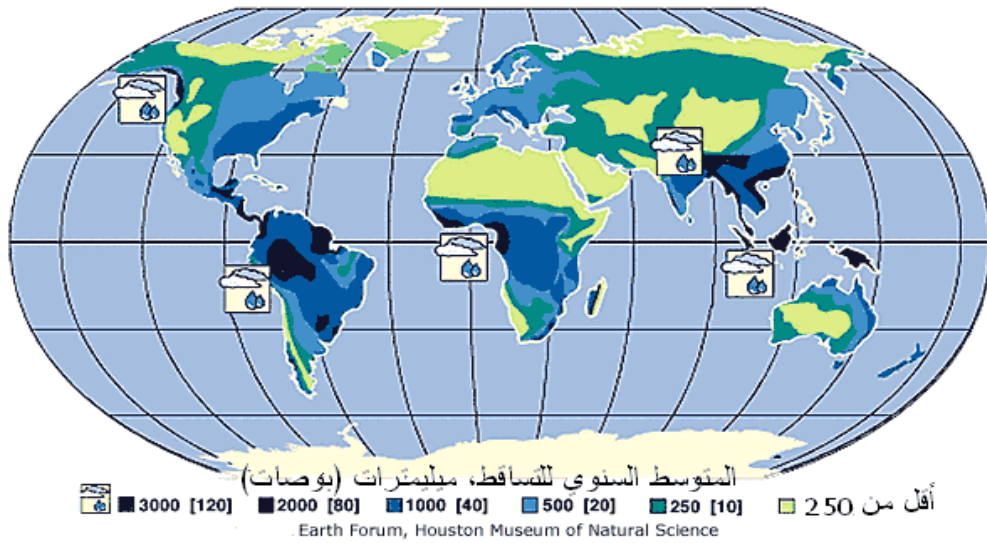 المتوسط السنوي للتساقط، ميليمترات (بوصات)
3000 [120] 2000 [80] 1000 [40] 500 [20] 250 [10] أقل من 250
Earth Forum, Houston Museum of Natural Science